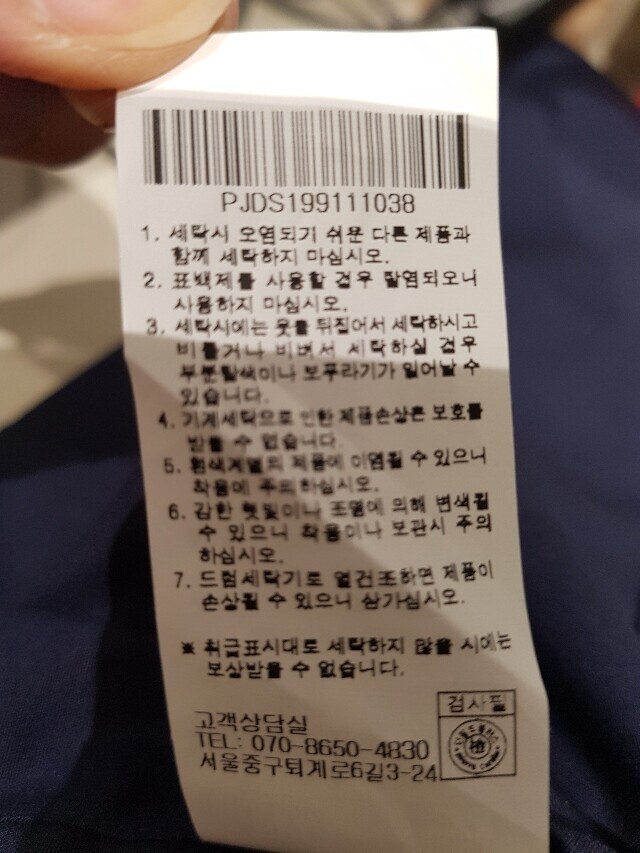 PJDS199111038
1. 세탁시 오염되기 쉬운 다른 제품과
함께 세탁하지 마십시오.
2. 표백제를 사용할 경우 탈염되오니
사용하지 마십시오.
3. 세탁시에는 옷을 뒤집어서 세탁하시고
비틀거나 비벼서 세탁하실 경우
부분탈색이나 보푸라기가 일어날 수
있습니다.
4. 기계세탁으로 인한 제품손상은 보호를
받을 수 없습니다.
5. 흰색계열의 제품에 이염될 수 있으니
착용에 주의하십시오.
6. 강한 햇빛이나 조명에 의해 변색될
수 있으니 착용이나 보관시 주의
하십시오.
7. 드럼세탁기로 열건조하면 제품이
손상될 수 있으니 삼가십시오.
※ 취급표시대로 세탁하지 않을 시에는
보상받을 수 없습니다.
검사필
고객상담실
TEL: 070-8650-4830
서울중구퇴계로6길3-24